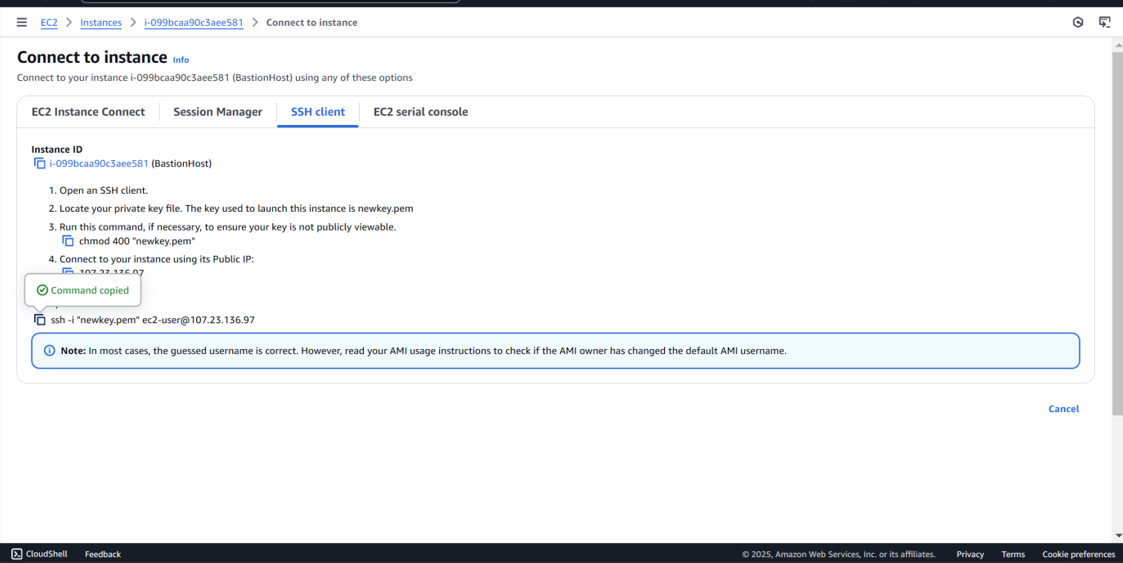 EC2 > Instances > i-099bcaa90c3aee581 > Connect to instance
Connect to instance Info
Connect to your instance i-099bcaa90c3aee581 (BastionHost) using any of these options
EC2 Instance Connect Session Manager SSH client EC2 serial console
Instance ID
i-099bcaa90c3aee581 (BastionHost)
1. Open an SSH client.
2. Locate your private key file. The key used to launch this instance is newkey.pem
3. Run this command, if necessary, to ensure your key is not publicly viewable.
chmod 400 "newkey.pem"
4. Connect to your instance using its Public IP:
107.23.136.97
Command copied
ssh -i "newkey.pem" ec2-user@107.23.136.97
Note: In most cases, the guessed username is correct. However, read your AMI usage instructions to check if the AMI owner has changed the default AMI username.
Cancel
CloudShell Feedback © 2025, Amazon Web Services, Inc. or its affiliates. Privacy Terms Cookie preferences